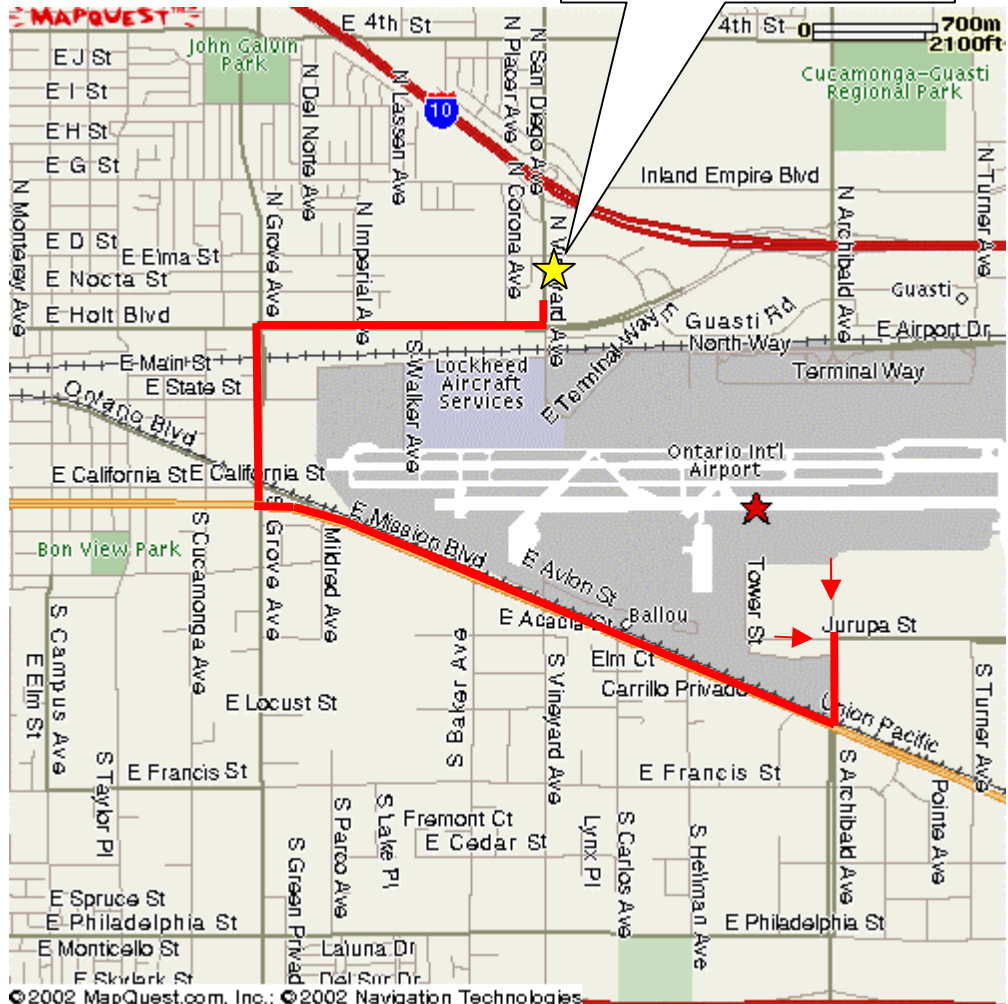 MAPQUEST
E 4th St
4th St
0
700m
2100ft
E J St
John Galvin
Park
N Placer Ave
N San Diego Ave
Cucamonga-Guasti
Regional Park
E I St
N Del Norte Ave
N Lassen Ave
10
E H St
E G St
Inland Empire Blvd
N Turner Ave
N Monterey Ave
N Grove Ave
N Imperial Ave
N Corona Ave
N Archibald Ave
E D St
E Elma St
E Nocta St
Guasti
E Holt Blvd
Guasti Rd
E Airport Dr
North Way
E Main St
S Walker Ave
Lockheed
Aircraft
Services
E Terminal Way
Terminal Way
E State St
Ontario Blvd
Ontario Int'l
Airport
E California St
E California St
E Mission Blvd
Bon View Park
S Cucamonga Ave
S Grove Ave
S Mildred Ave
E Avion St
Tower St
Ballou
Jurupa St
E Acacia St
S Campus Ave
E Elm St
S Baker Ave
S Vineyard Ave
Elm Ct
Carrillo Privado
S Turner Ave
E Locust St
Union Pacific
S Taylor Pl
E Francis St
E Francis St
S Archibald Ave
Pointe Ave
S Parco Ave
S Lake Pl
Fremont Ct
E Cedar St
Lynx Pl
S Carlos Ave
S Hellman Ave
S Green Privad
E Spruce St
E Philadelphia St
E Philadelphia St
E Monticello St
Laluna Dr
E Skylark St
Del Sur Dr
©2002 MapQuest.com, Inc.; ©2002 Navigation Technologies